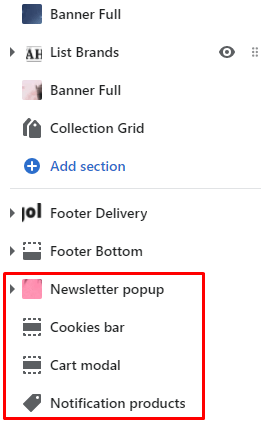 Banner Full
List Brands
Banner Full
Collection Grid
Add section
Footer Delivery
Footer Bottom
Newsletter popup
Cookies bar
Cart modal
Notification products